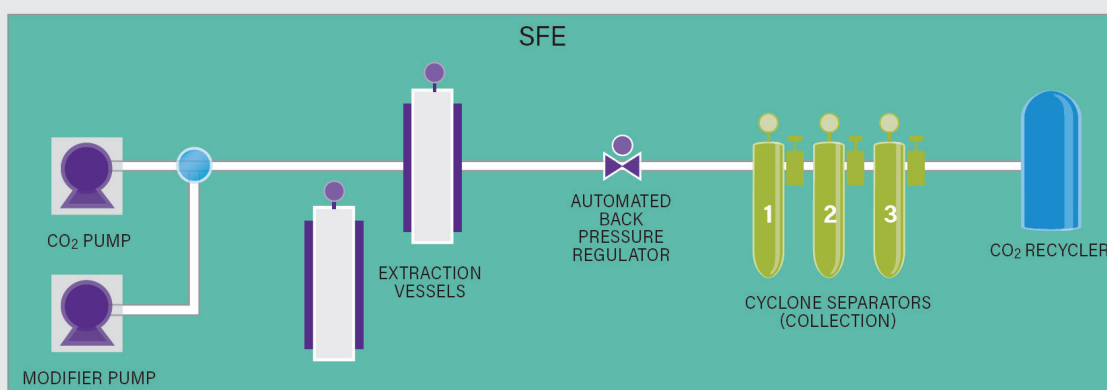 SFE
CO₂ PUMP
MODIFIER PUMP
EXTRACTION
VESSELS
AUTOMATED
BACK
PRESSURE
REGULATOR
1
2
3
CYCLONE SEPARATORS
(COLLECTION)
CO₂ RECYCLER